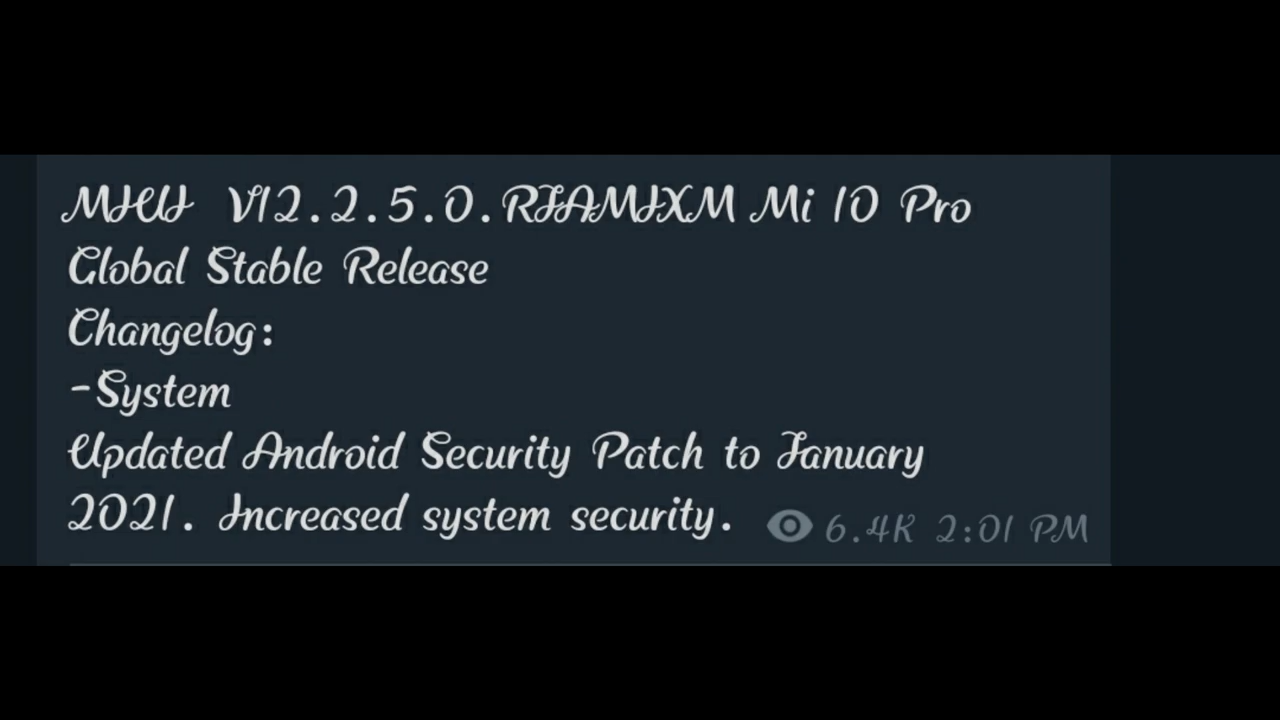 MIUI V12.2.5.0.RJAMIXM Mi 10 Pro
Global Stable Release
Changelog:
-System
Updated Android Security Patch to January
2021. Increased system security.
6.4K 2:01 PM